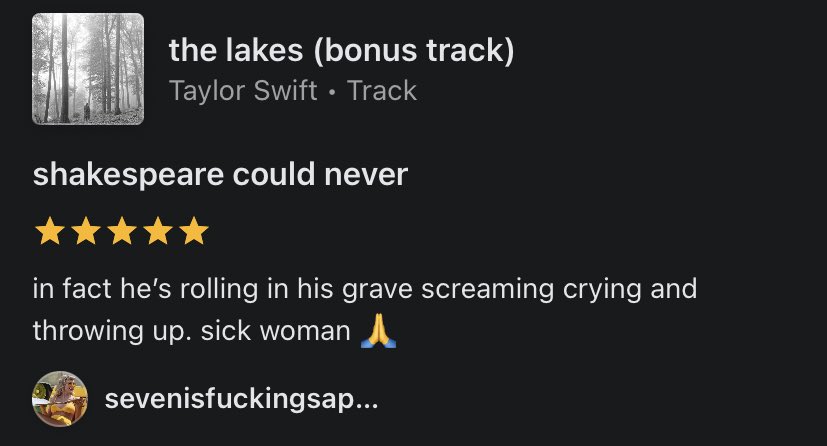 the lakes (bonus track)
Taylor Swift • Track
shakespeare could never
in fact he’s rolling in his grave screaming crying and
throwing up. sick woman 🙏
sevenisfuckingsap...